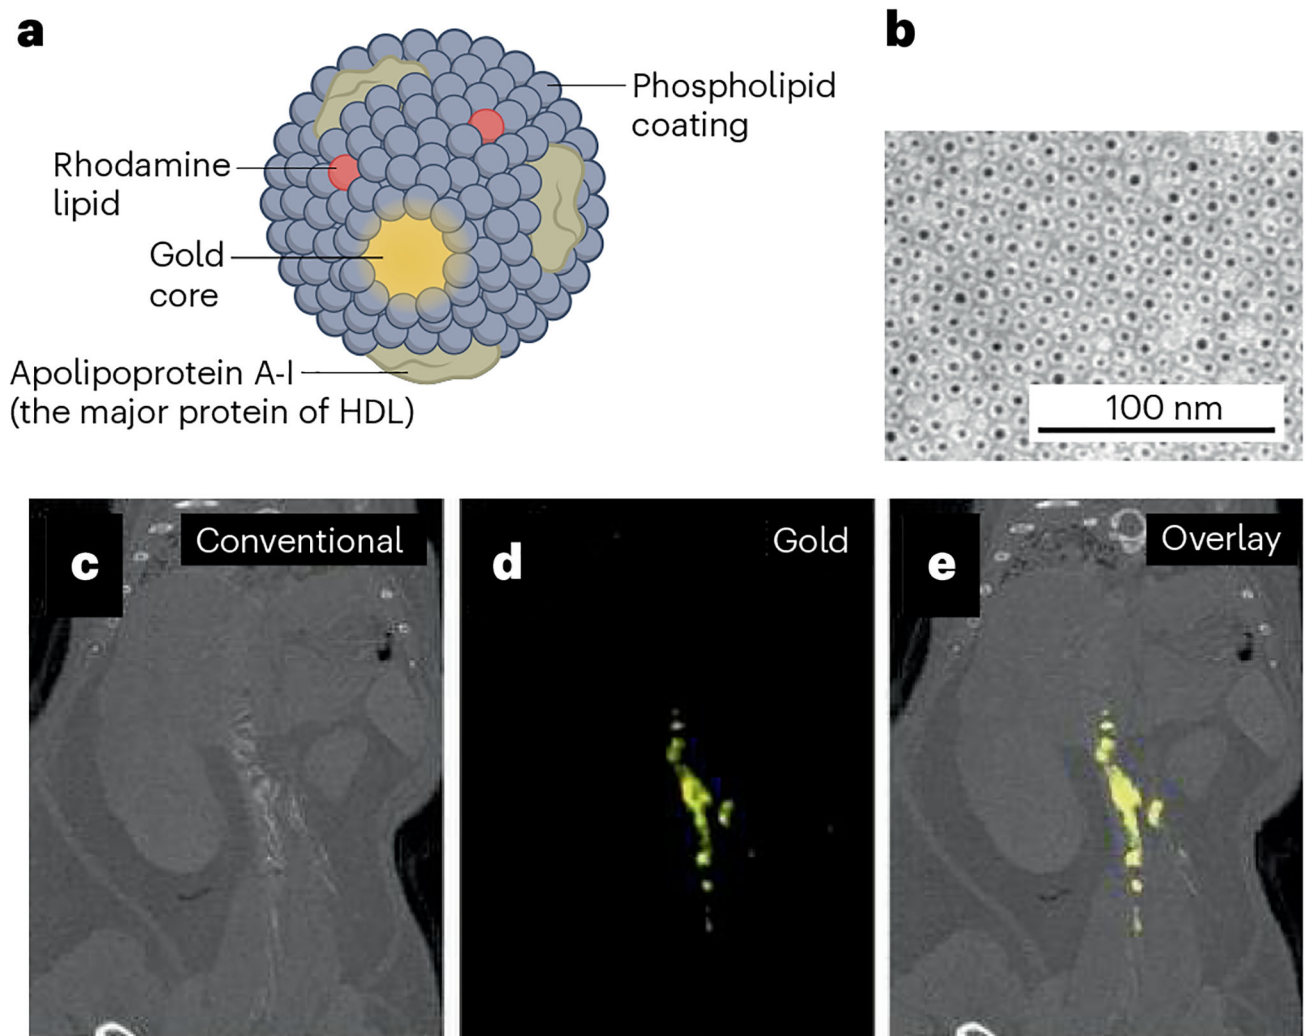 a
Phospholipid
coating
Rhodamine
lipid
Gold
core
Apolipoprotein A-I
(the major protein of HDL)
b
100 nm
c
Conventional
d
Gold
e
Overlay